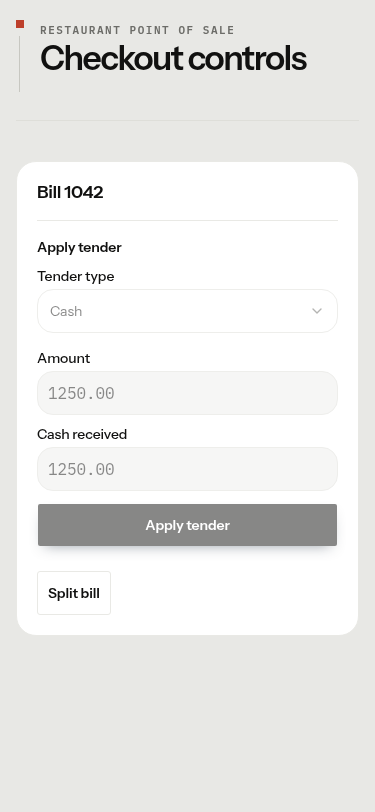 RESTAURANT POINT OF SALE
Checkout controls
Bill 1042
Apply tender
Tender type
Cash
Amount
1250.00
Cash received
1250.00
Apply tender
Split bill